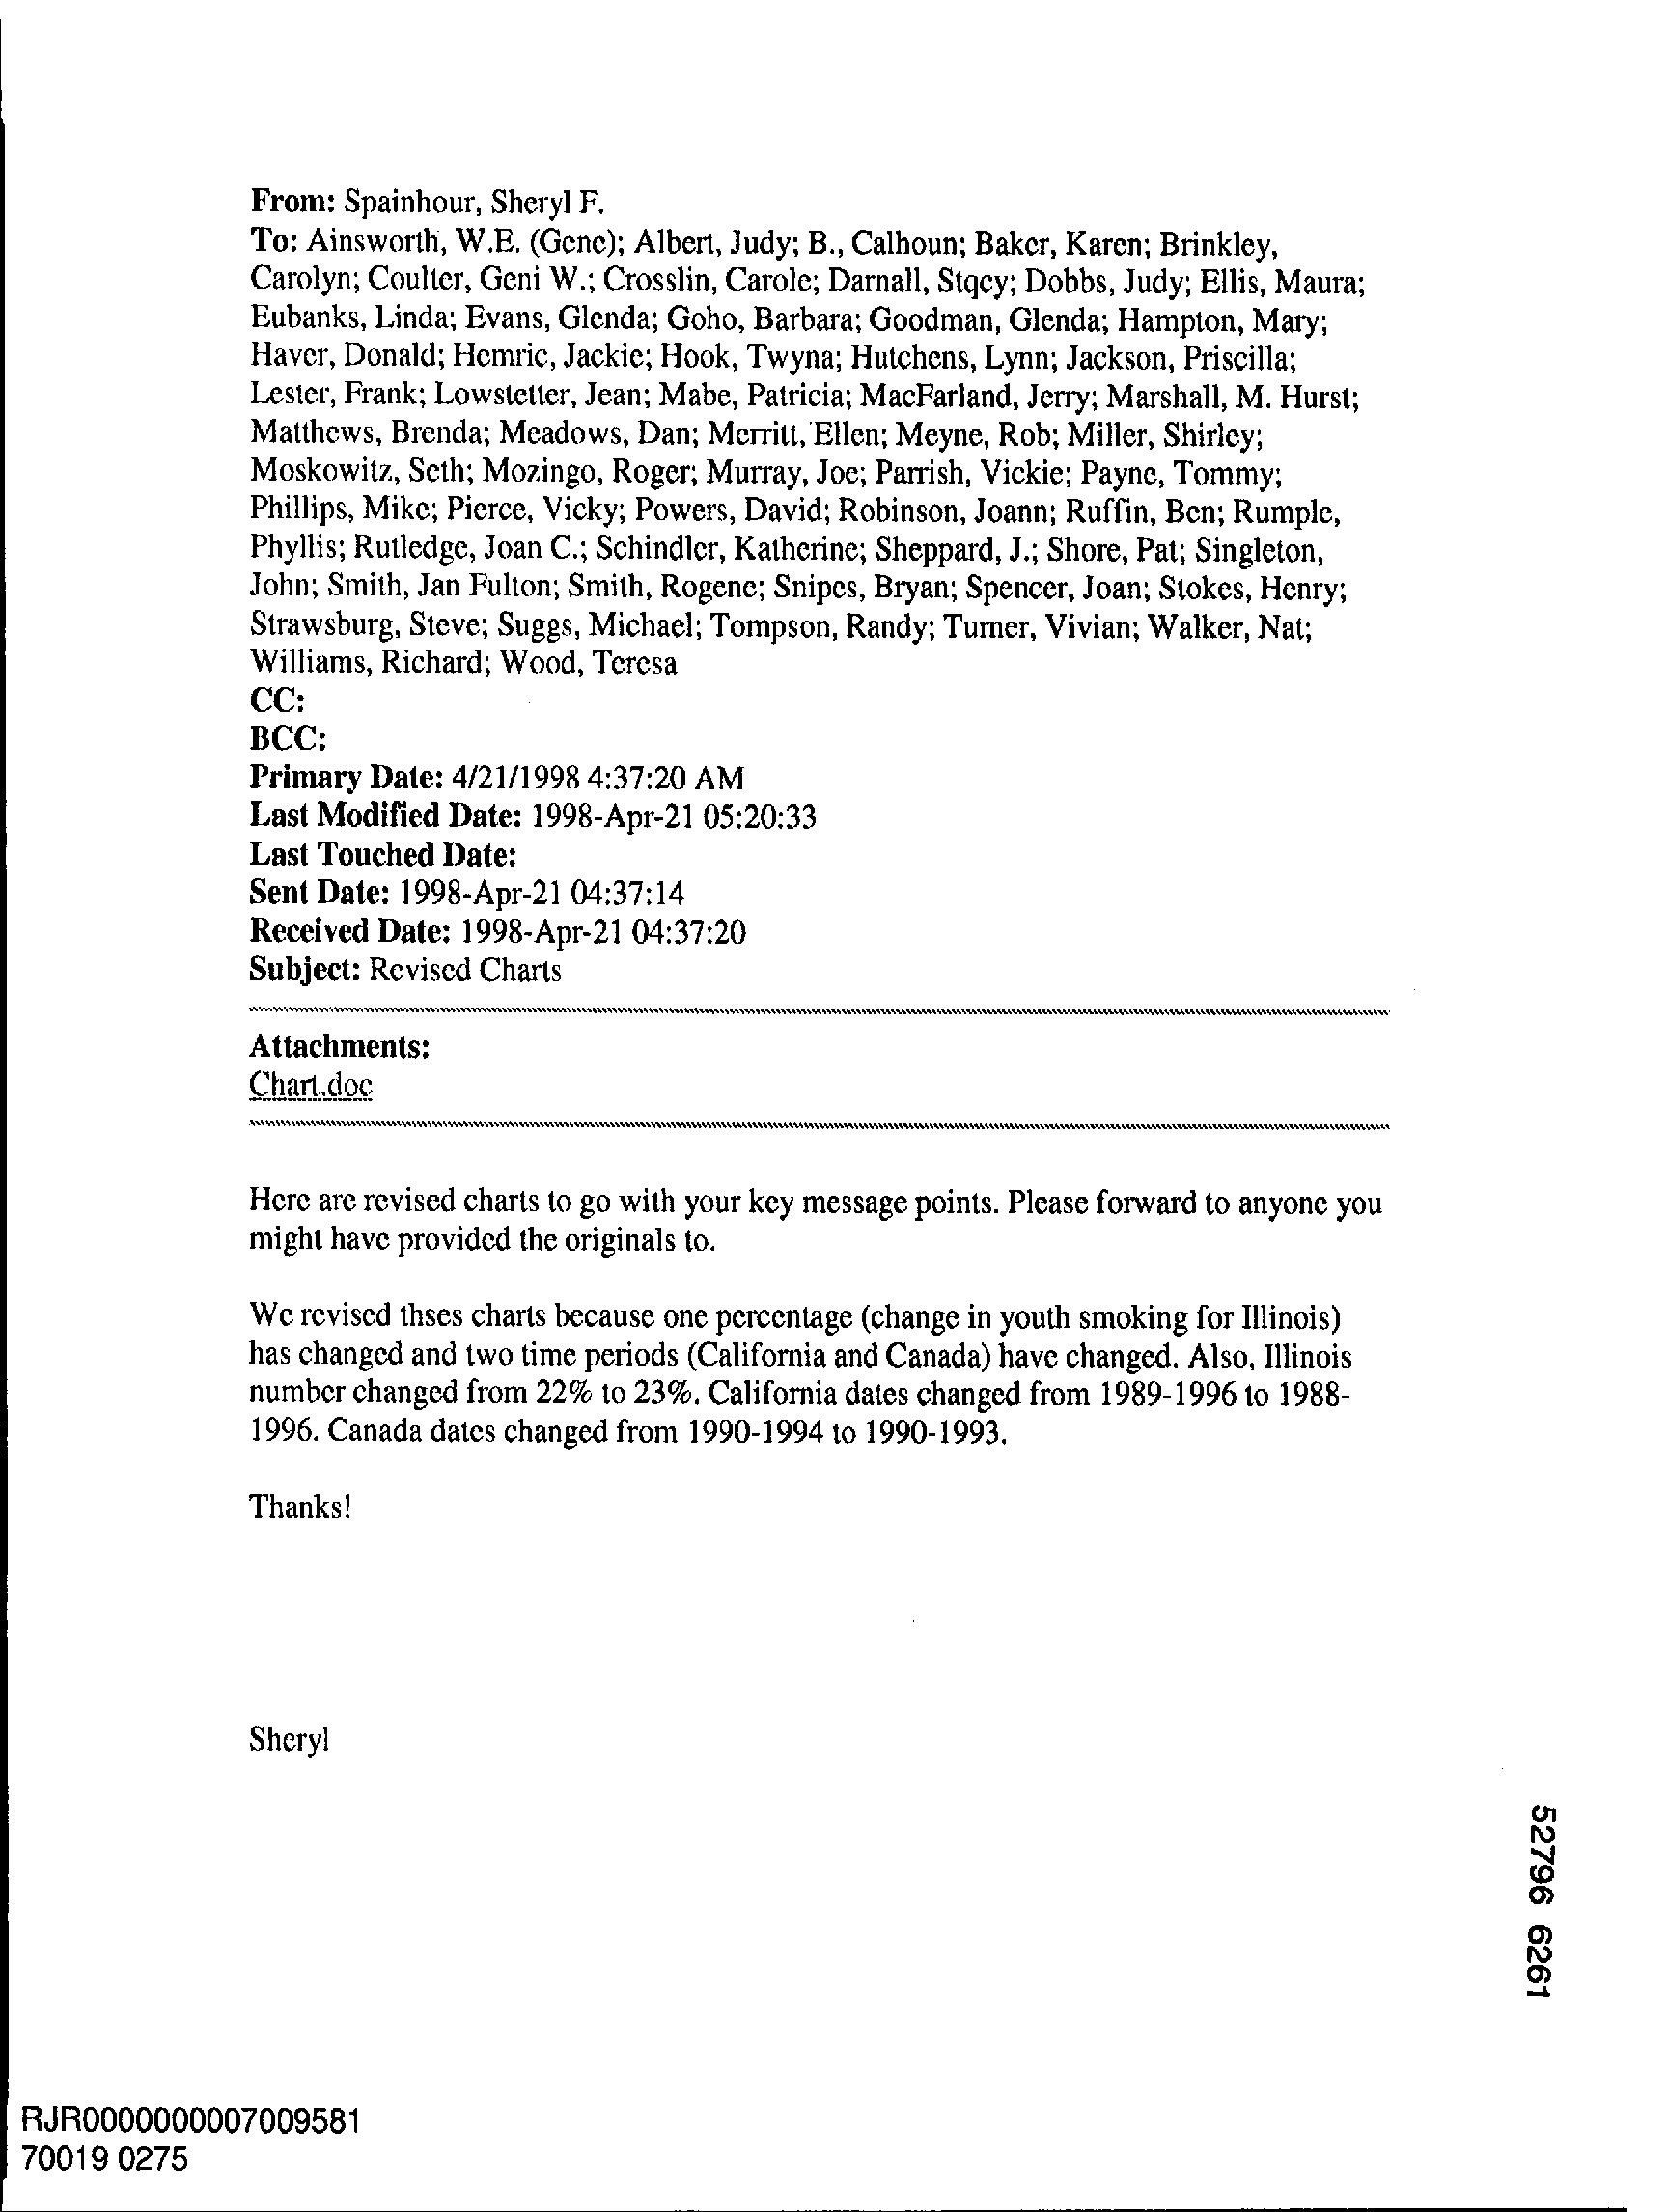 From: Spainhour, Sheryl F.
To: Ainsworth, W.E. (Gene); Albert, Judy; B., Calhoun; Baker, Karen; Brinkley,
Carolyn; Coulter, Geni W.; Crosslin, Carole; Darnall, Stqcy; Dobbs, Judy; Ellis, Maura;
Eubanks, Linda; Evans, Glenda; Goho, Barbara; Goodman, Glenda; Hampton, Mary;
Haver, Donald; Hemric, Jackie; Hook, Twyna; Hutchens, Lynn; Jackson, Priscilla;
Lester, Frank; Lowstetter, Jean; Mabe, Patricia; MacFarland, Jerry; Marshall, M. Hurst;
Matthews, Brenda; Meadows, Dan; Merritt, Ellen; Meyne, Rob; Miller, Shirley;
Moskowitz, Seth; Mozingo, Roger; Murray, Joe; Parrish, Vickie; Payne, Tommy;
Phillips, Mike; Pierce, Vicky; Powers, David; Robinson, Joann; Ruffin, Ben; Rumple,
Phyllis; Rutledge, Joan C.; Schindler, Katherine; Sheppard, J.; Shore, Pat; Singleton,
John; Smith, Jan Fulton; Smith, Rogene; Snipes, Bryan; Spencer, Joan; Stokes, Henry;
Strawsburg, Steve; Suggs, Michael; Tompson, Randy; Turner, Vivian; Walker, Nat;
Williams, Richard; Wood, Teresa
CC:
BCC:
Primary Date: 4/21/1998 4:37:20 AM
Last Modified Date: 1998-Apr-21 05:20:33
Last Touched Date:
Sent Date: 1998-Apr-21 04:37:14
Received Date: 1998-Apr-21 04:37:20
Subject: Revised Charts
Attachments:
Chart.doc
Here are revised charts to go with your key message points. Please forward to anyone you
might have provided the originals to.
We revised thses charts because one percentage (change in youth smoking for Illinois)
has changed and two time periods (California and Canada) have changed. Also, Illinois
number changed from 22% to 23%. California dates changed from 1989-1996 to 1988-
1996. Canada dates changed from 1990-1994 to 1990-1993.
Thanks!
Sheryl
52796 6261
RJR0000000007009581
70019 0275